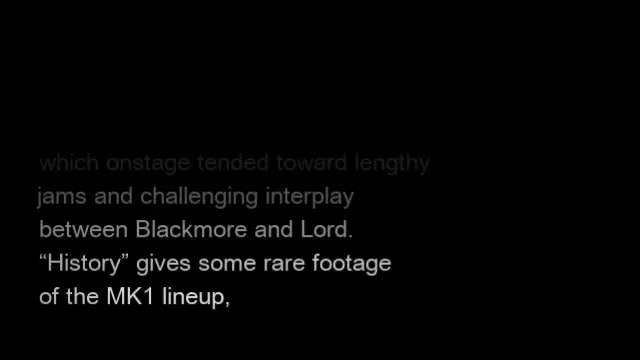 which onstage tended toward lengthy
jams and challenging interplay
between Blackmore and Lord.
“History” gives some rare footage
of the MK1 lineup,